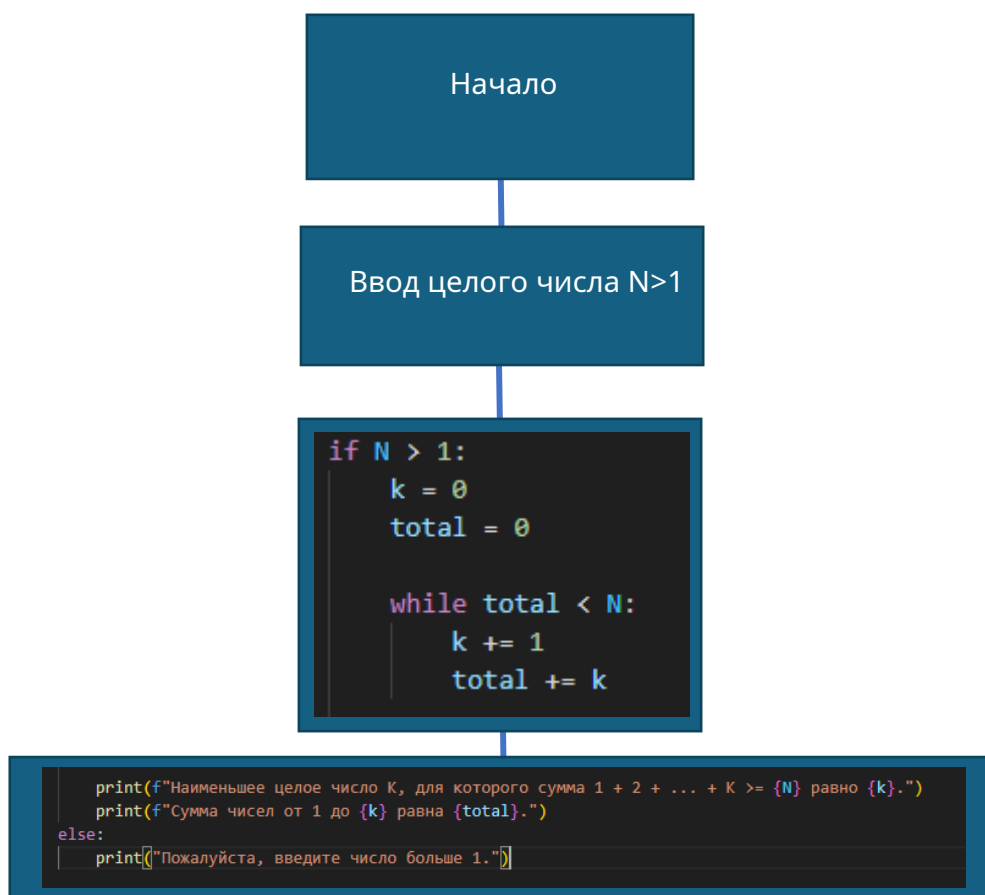 Начало
Ввод целого числа N>1
if N > 1:
    k = 0
    total = 0
    while total < N:
        k += 1
        total += k
    print(f"Наименьшее целое число K, для которого сумма 1 + 2 + ... + K >= {N} равно {k}.")
    print(f"Сумма чисел от 1 до {k} равна {total}.")
else:
    print("Пожалуйста, введите число больше 1.")